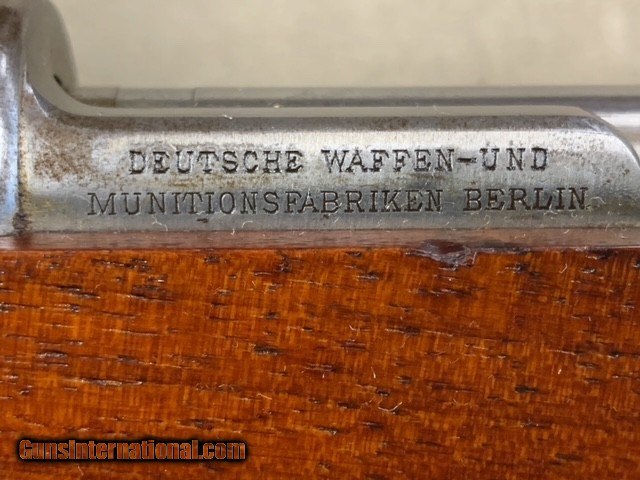 DEUTSCHE WAFFEN-UND
MUNITIONSFABRIKEN BERLIN
GunsInternational.com